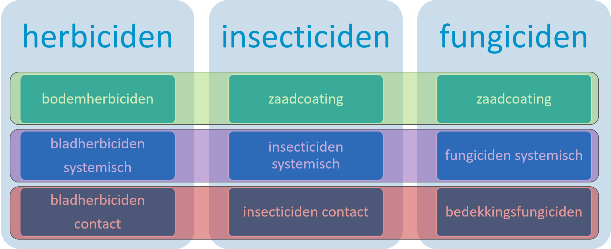 herbiciden insecticiden fungiciden
bodemherbiciden zaadcoating zaadcoating
bladherbiciden
systemisch
insecticiden
systemisch
fungiciden systemisch
bladherbiciden
contact
insecticiden contact
bedekkingsfungiciden